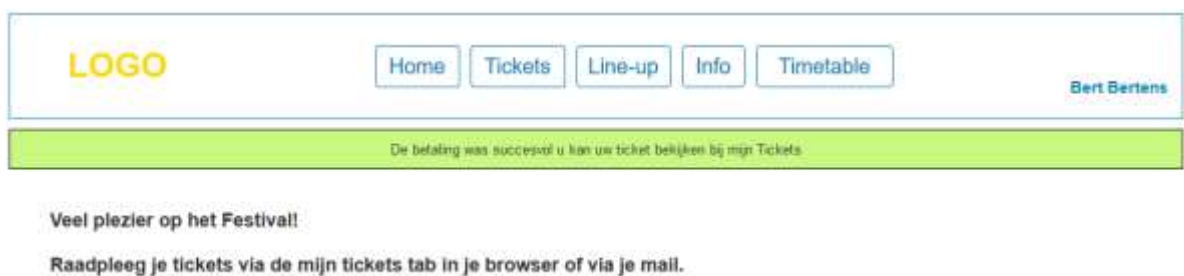 LOGO
Home Tickets Line-up Info Timetable
Bert Bertens
De betaling was succesvol u kan uw ticket bekijken bij mijn Tickets
Veel plezier op het Festival!
Raadpleeg je tickets via de mijn tickets tab in je browser of via je mail.